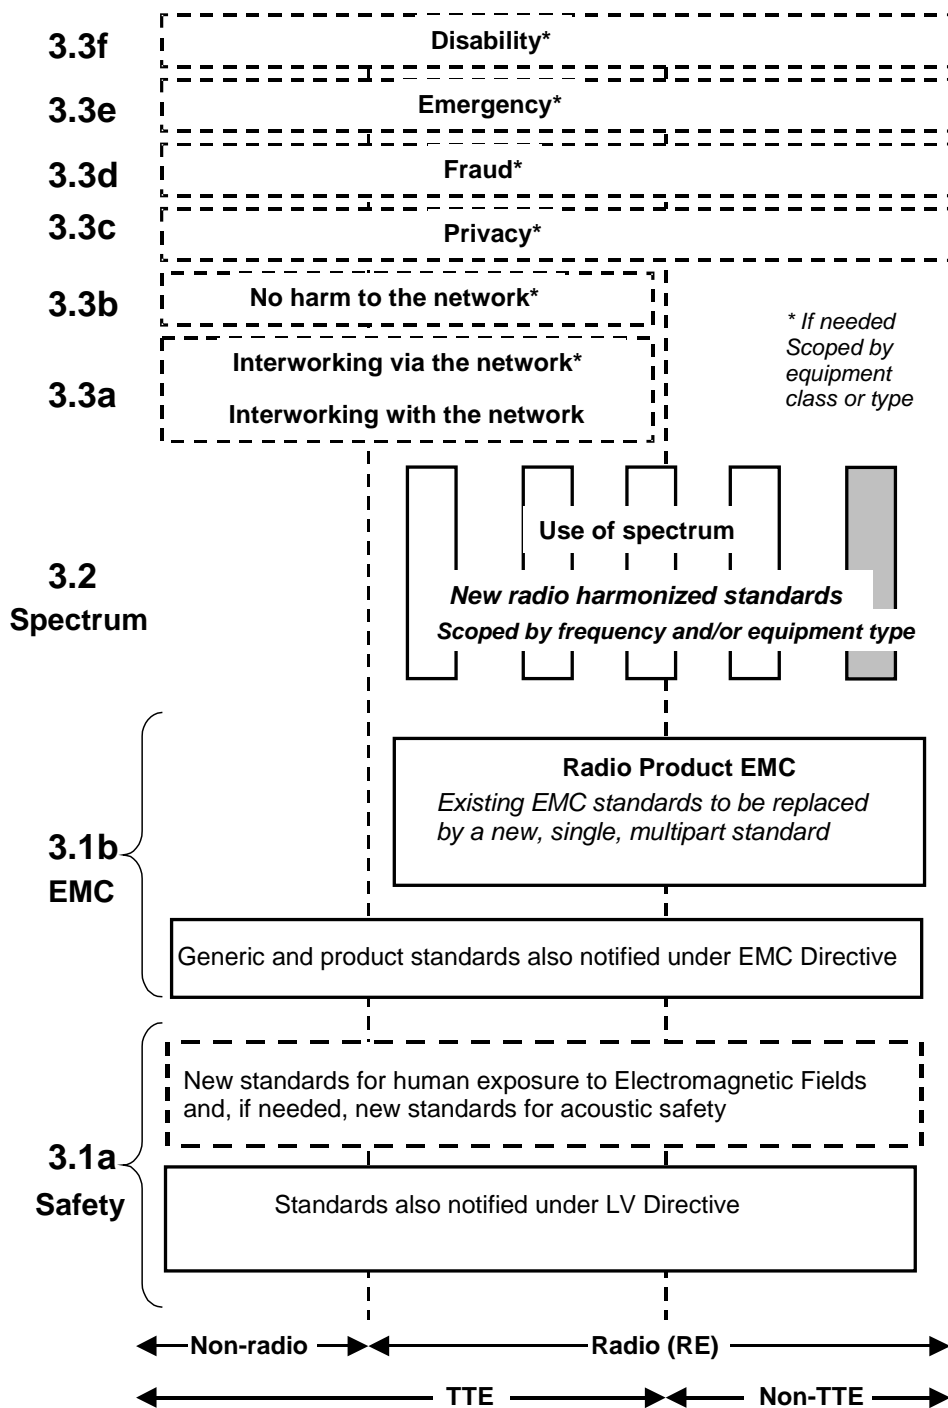 3.3f
Disability*
3.3e
Emergency*
3.3d
Fraud*
3.3c
Privacy*
3.3b
No harm to the network*
3.3a
Interworking via the network*
Interworking with the network
* If needed
Scoped by
equipment
class or type
3.2
Spectrum
Use of spectrum
New radio harmonized standards
Scoped by frequency and/or equipment type
3.1b
EMC
Radio Product EMC
Existing EMC standards to be replaced
by a new, single, multipart standard
Generic and product standards also notified under EMC Directive
3.1a
Safety
New standards for human exposure to Electromagnetic Fields
and, if needed, new standards for acoustic safety
Standards also notified under LV Directive
Non-radio
Radio (RE)
TTE
Non-TTE